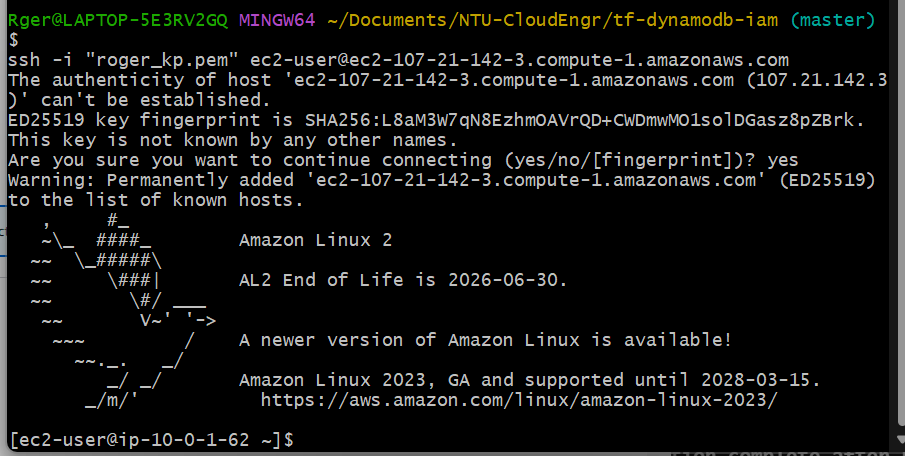 Rger@LAPTOP-5E3RV2GQ MINGW64 ~/Documents/NTU-CloudEngr/tf-dynamodb-iam (master)
$
ssh -i "roger_kp.pem" ec2-user@ec2-107-21-142-3.compute-1.amazonaws.com
The authenticity of host 'ec2-107-21-142-3.compute-1.amazonaws.com (107.21.142.3
)' can't be established.
ED25519 key fingerprint is SHA256:L8aM3W7qN8EzhmOAVrQD+CWDmwMO1solDGasz8pZBrk.
This key is not known by any other names.
Are you sure you want to continue connecting (yes/no/[fingerprint])? yes
Warning: Permanently added 'ec2-107-21-142-3.compute-1.amazonaws.com' (ED25519)
to the list of known hosts.
   ,     #_
   ~\_  ####_        Amazon Linux 2
  ~~  \_#####\
  ~~     \###|       AL2 End of Life is 2026-06-30.
  ~~       \#/ ___
   ~~       V~' '->
    ~~~         /    A newer version of Amazon Linux is available!
      ~~._.   _/
         _/ _/       Amazon Linux 2023, GA and supported until 2028-03-15.
       _/m/'           https://aws.amazon.com/linux/amazon-linux-2023/
[ec2-user@ip-10-0-1-62 ~]$